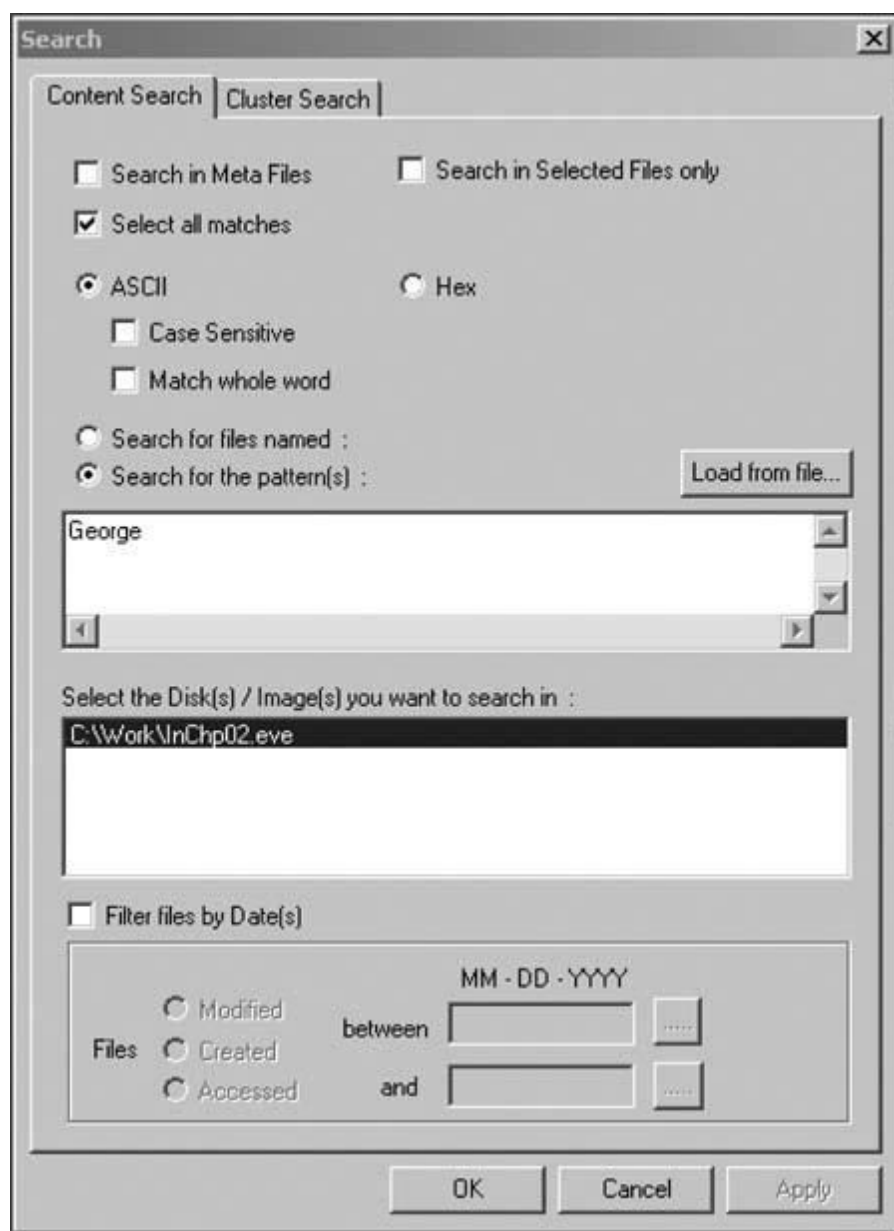 Search
Content Search Cluster Search
Search in Meta Files Search in Selected Files only
Select all matches
ASCII Hex
Case Sensitive
Match whole word
Search for files named :
Search for the pattern(s) : Load from file...
George
Select the Disk(s) / Image(s) you want to search in :
C:\Work\InChp02.eve
Filter files by Date(s)
MM - DD - YYYY
Modified
between .....
Files Created
and .....
Accessed
OK Cancel Apply